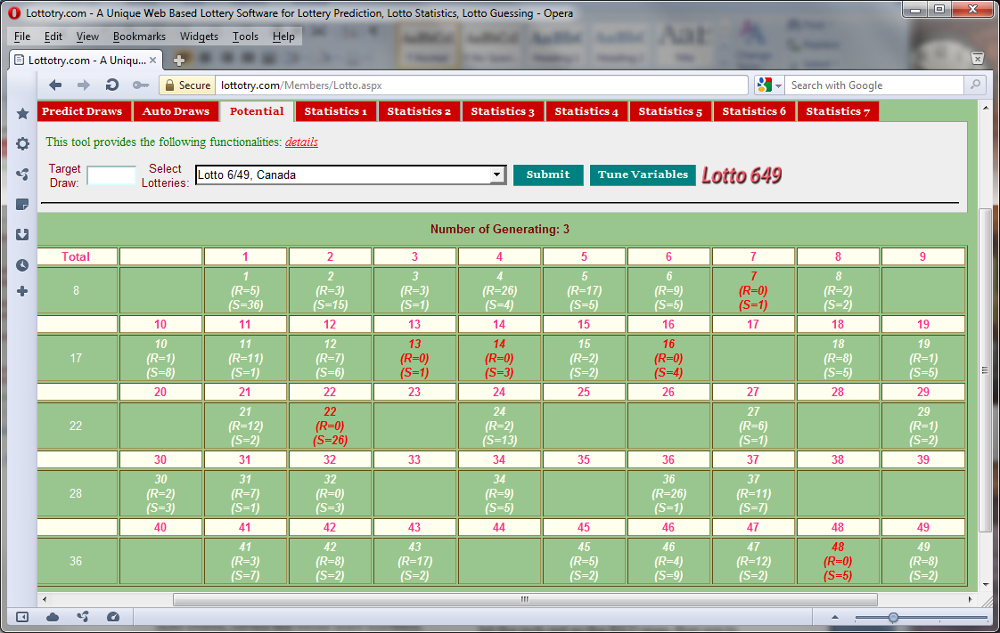 Lottotry.com - A Unique Web Based Lottery Software for Lottery Prediction, Lotto Statistics, Lotto Guessing - Opera
File Edit View Bookmarks Widgets Tools Help
Lottotry.com - A Uniqu...
Secure lottotry.com/Members/Lotto.aspx Search with Google
Predict Draws Auto Draws Potential Statistics 1 Statistics 2 Statistics 3 Statistics 4 Statistics 5 Statistics 6 Statistics 7
This tool provides the following functionalities: details
Target Select
Draw: Lotteries: Lotto 6/49, Canada Submit Tune Variables Lotto 649
Number of Generating: 3
Total 1 2 3 4 5 6 7 8 9
1 2 3 4 5 6 7 8
8 (R=5) (R=3) (R=3) (R=26) (R=17) (R=9) (R=0) (R=2)
(S=36) (S=15) (S=1) (S=4) (S=5) (S=5) (S=1) (S=2)
10 11 12 13 14 15 16 17 18 19
10 11 12 13 14 15 16 18 19
17 (R=1) (R=11) (R=7) (R=0) (R=0) (R=2) (R=0) (R=8) (R=1)
(S=8) (S=1) (S=6) (S=1) (S=3) (S=2) (S=4) (S=5) (S=5)
20 21 22 23 24 25 26 27 28 29
21 22 24 27 29
22 (R=12) (R=0) (R=2) (R=6) (R=1)
(S=2) (S=26) (S=13) (S=1) (S=2)
30 31 32 33 34 35 36 37 38 39
30 31 32 34 36 37
28 (R=2) (R=7) (R=0) (R=9) (R=26) (R=11)
(S=3) (S=1) (S=3) (S=5) (S=1) (S=7)
40 41 42 43 44 45 46 47 48 49
41 42 43 45 46 47 48 49
36 (R=3) (R=8) (R=17) (R=5) (R=4) (R=12) (R=0) (R=8)
(S=7) (S=2) (S=2) (S=2) (S=9) (S=2) (S=5) (S=2)